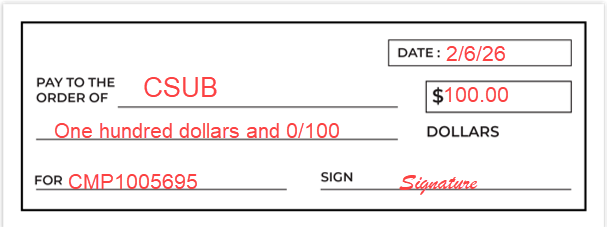 DATE : 2/6/26
PAY TO THE
ORDER OF CSUB
$100.00
One hundred dollars and 0/100 DOLLARS
FOR CMP1005695 SIGN Signature